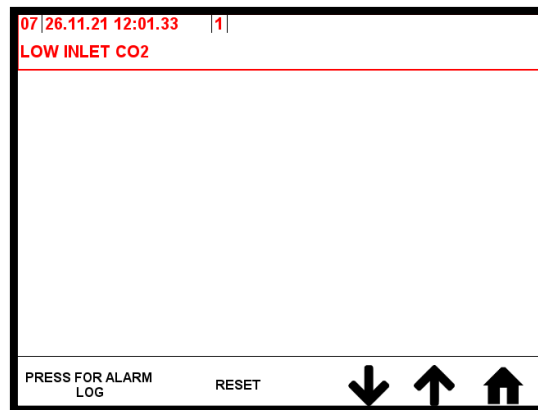 07 26.11.21 12:01.33 1
LOW INLET CO2
PRESS FOR ALARM
LOG
RESET